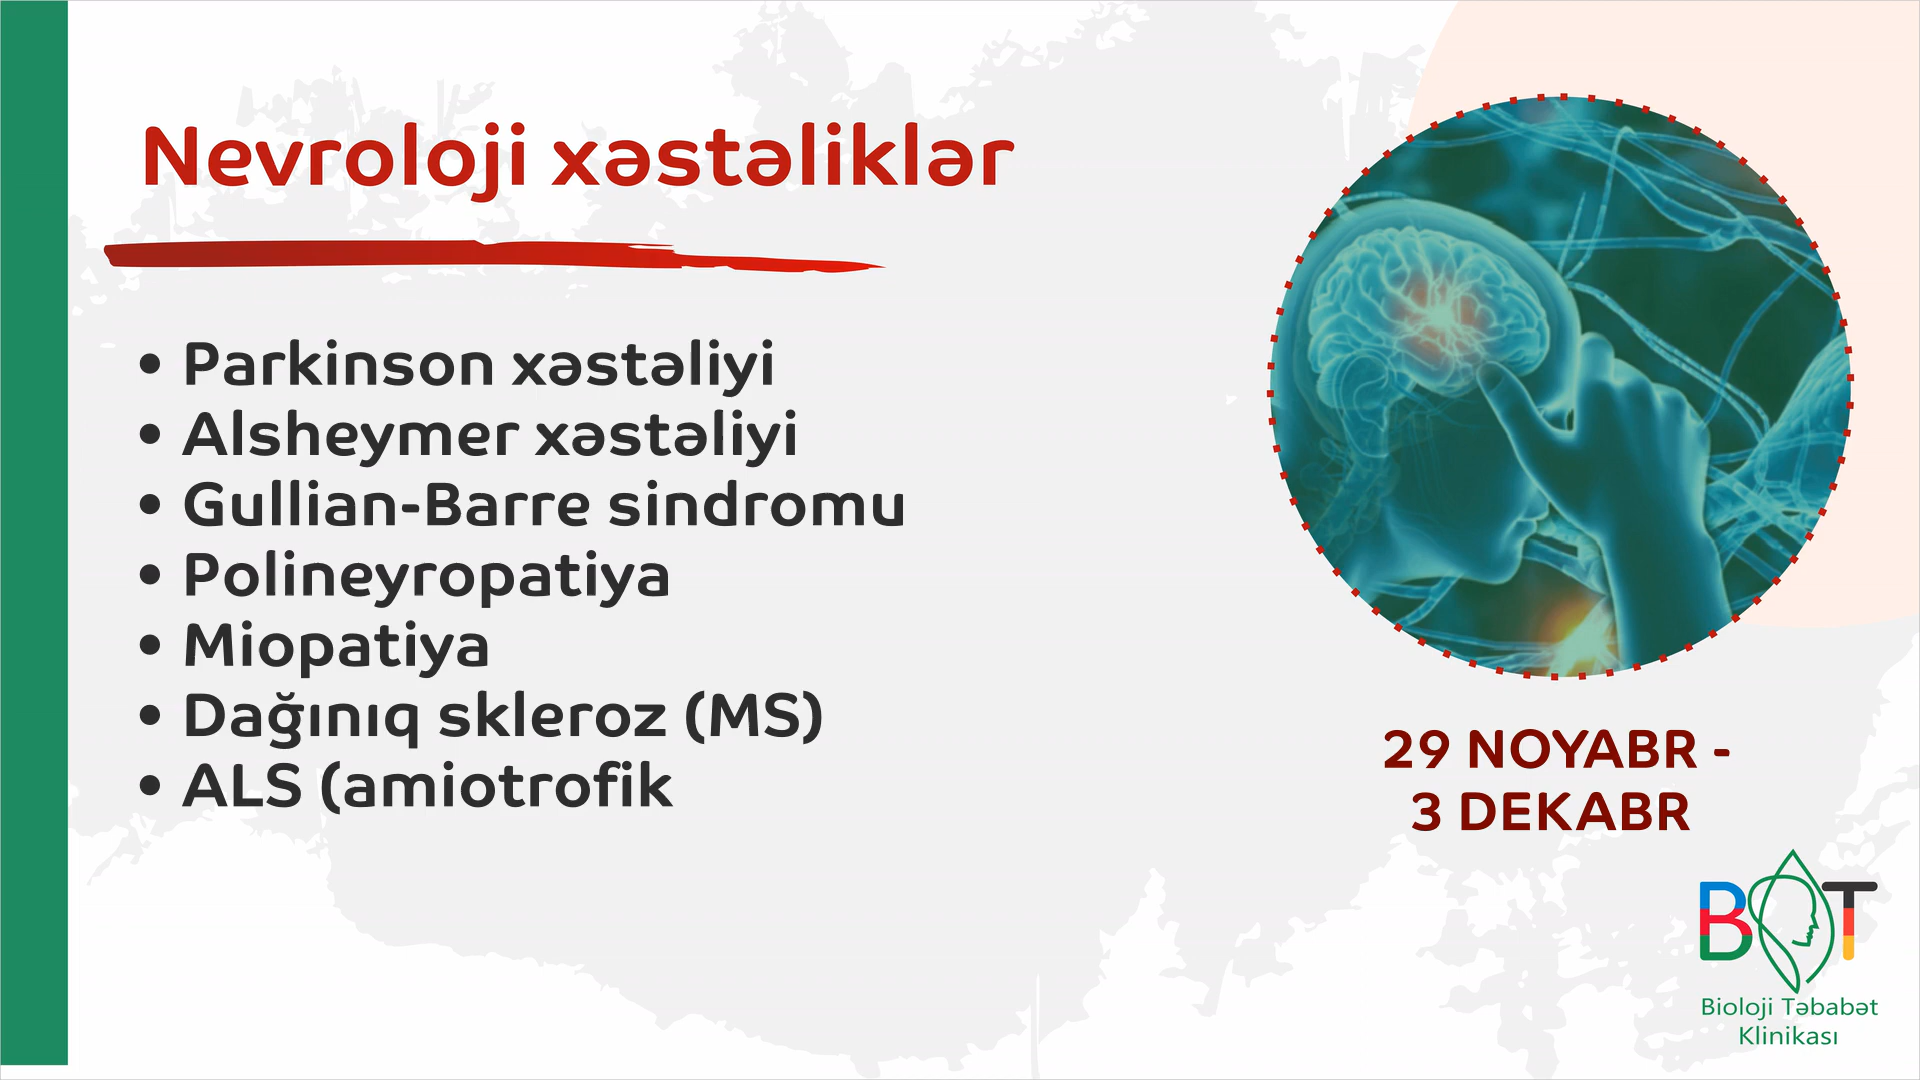 Nevroloji xəstəliklər
• Parkinson xəstəliyi
• Alsheymer xəstəliyi
• Gullian-Barre sindromu
• Polineyropatiya
• Miopatiya
• Dağınıq skleroz (MS)
• ALS (amiotrofik
29 NOYABR -
3 DEKABR
BT
Bioloji Təbabət
Klinikası